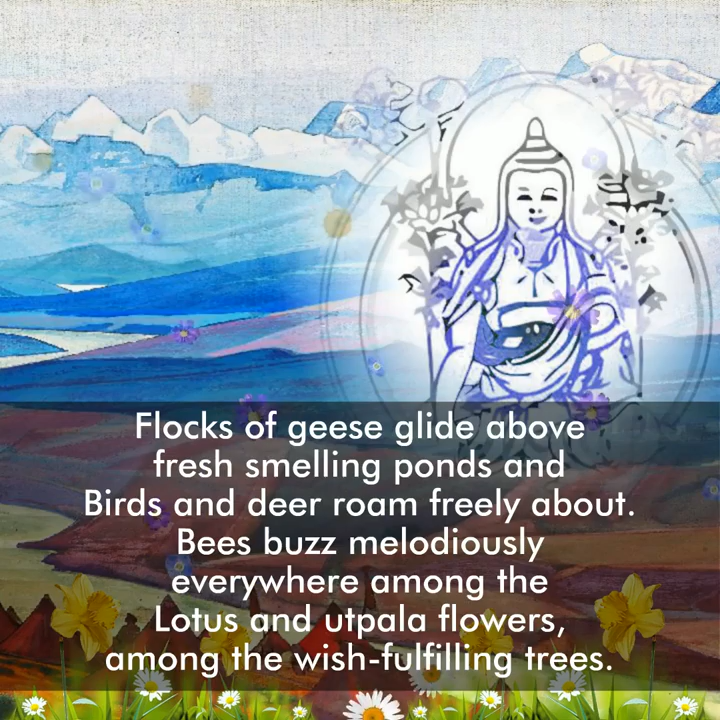 Flocks of geese glide above
fresh smelling ponds and
Birds and deer roam freely about.
Bees buzz melodiously
everywhere among the
Lotus and utpala flowers,
among the wish-fulfilling trees.